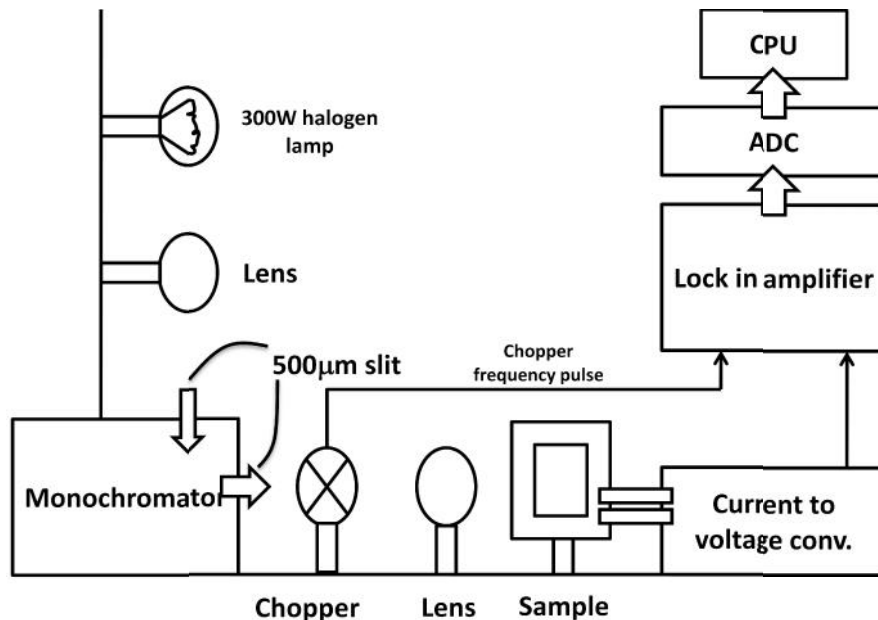 CPU
300W halogen
lamp
ADC
Lens
Lock in amplifier
500μm slit
Chopper
frequency pulse
Monochromator
Current to
voltage conv.
Chopper
Lens
Sample